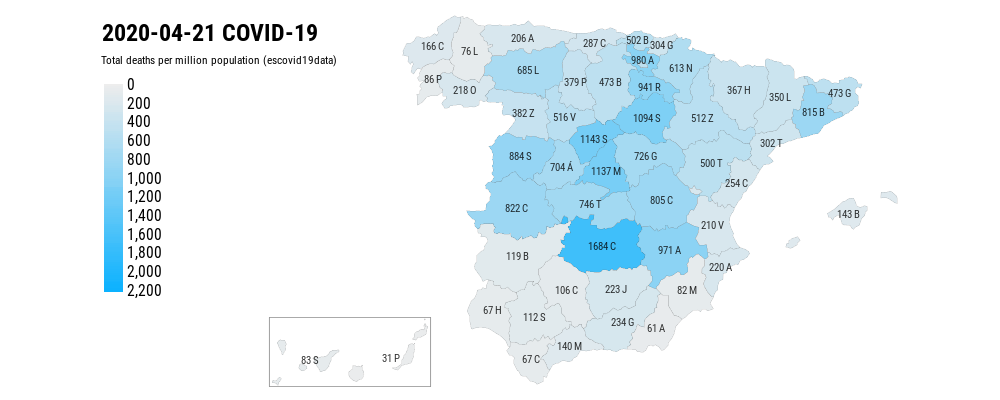 2020-04-21 COVID-19
Total deaths per million population (escovid19data)
0
200
400
600
800
1,000
1,200
1,400
1,600
1,800
2,000
2,200
166 C
76 L
206 A
287 C
502 B
304 G
980 A
86 P
218 O
685 L
379 P
473 B
941 R
613 N
367 H
350 L
473 G
815 B
382 Z
516 V
1094 S
512 Z
302 T
1143 S
884 S
704 Á
1137 M
726 G
500 T
254 C
822 C
746 T
805 C
143 B
210 V
119 B
1684 C
971 A
220 A
106 C
223 J
82 M
67 H
112 S
234 G
61 A
140 M
67 C
83 S
31 P